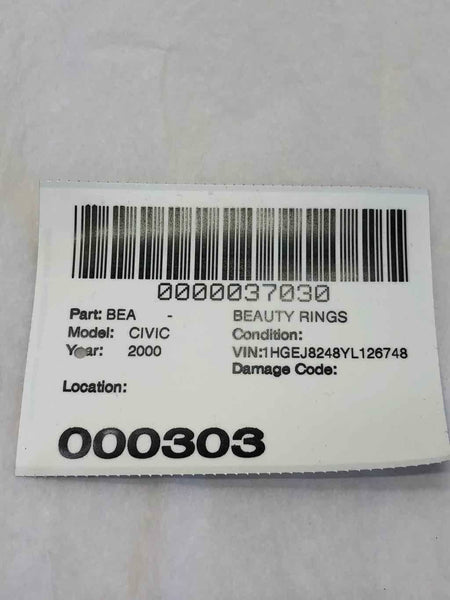 0000037030
Part: BEA - BEAUTY RINGS
Model: CIVIC Condition:
Year: 2000 VIN:1HGEJ8248YL126748
Damage Code:
Location:
000303